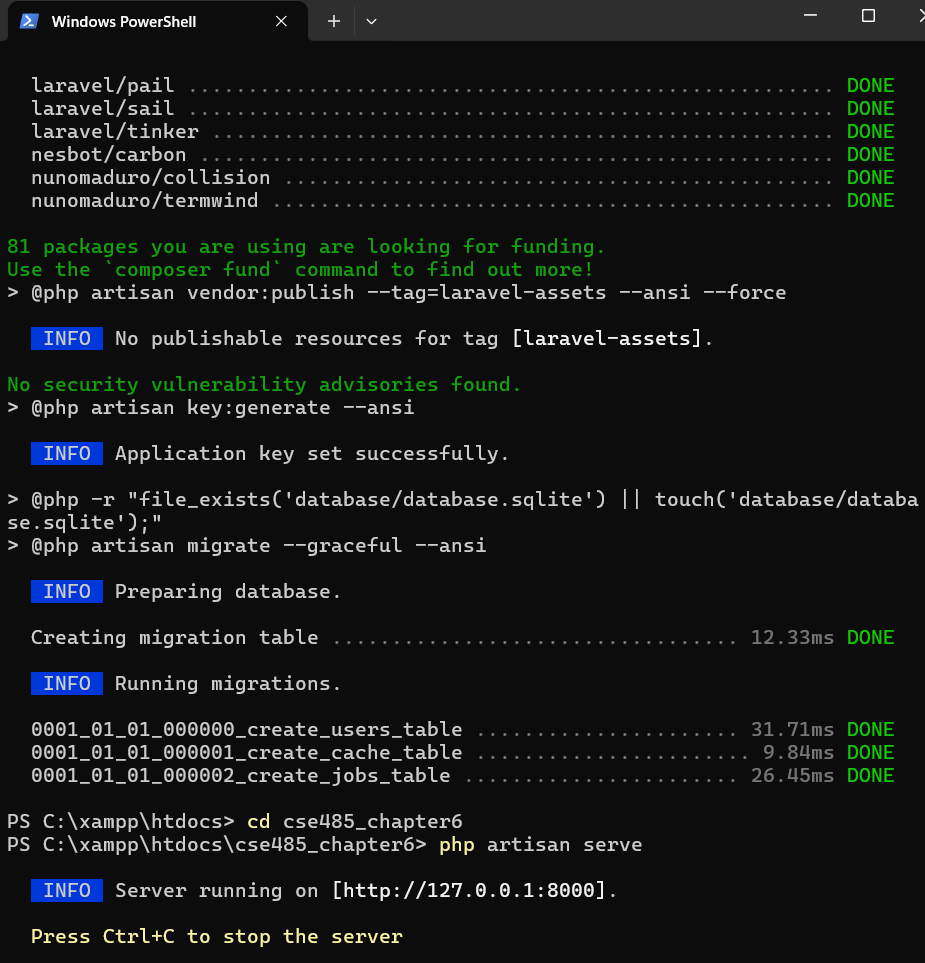 Windows PowerShell
laravel/pail ..................................................... DONE
laravel/sail ...................................................... DONE
laravel/tinker .................................................... DONE
nesbot/carbon ..................................................... DONE
nunomaduro/collision .............................................. DONE
nunomaduro/termwind ............................................... DONE
81 packages you are using are looking for funding.
Use the `composer fund` command to find out more!
> @php artisan vendor:publish --tag=laravel-assets --ansi --force
INFO No publishable resources for tag [laravel-assets].
No security vulnerability advisories found.
> @php artisan key:generate --ansi
INFO Application key set successfully.
> @php -r "file_exists('database/database.sqlite') || touch('database/databa
se.sqlite');"
> @php artisan migrate --graceful --ansi
INFO Preparing database.
Creating migration table .................................. 12.33ms DONE
INFO Running migrations.
0001_01_01_000000_create_users_table ...................... 31.71ms DONE
0001_01_01_000001_create_cache_table ....................... 9.84ms DONE
0001_01_01_000002_create_jobs_table ....................... 26.45ms DONE
PS C:\xampp\htdocs> cd cse485_chapter6
PS C:\xampp\htdocs\cse485_chapter6> php artisan serve
INFO Server running on [http://127.0.0.1:8000].
Press Ctrl+C to stop the server